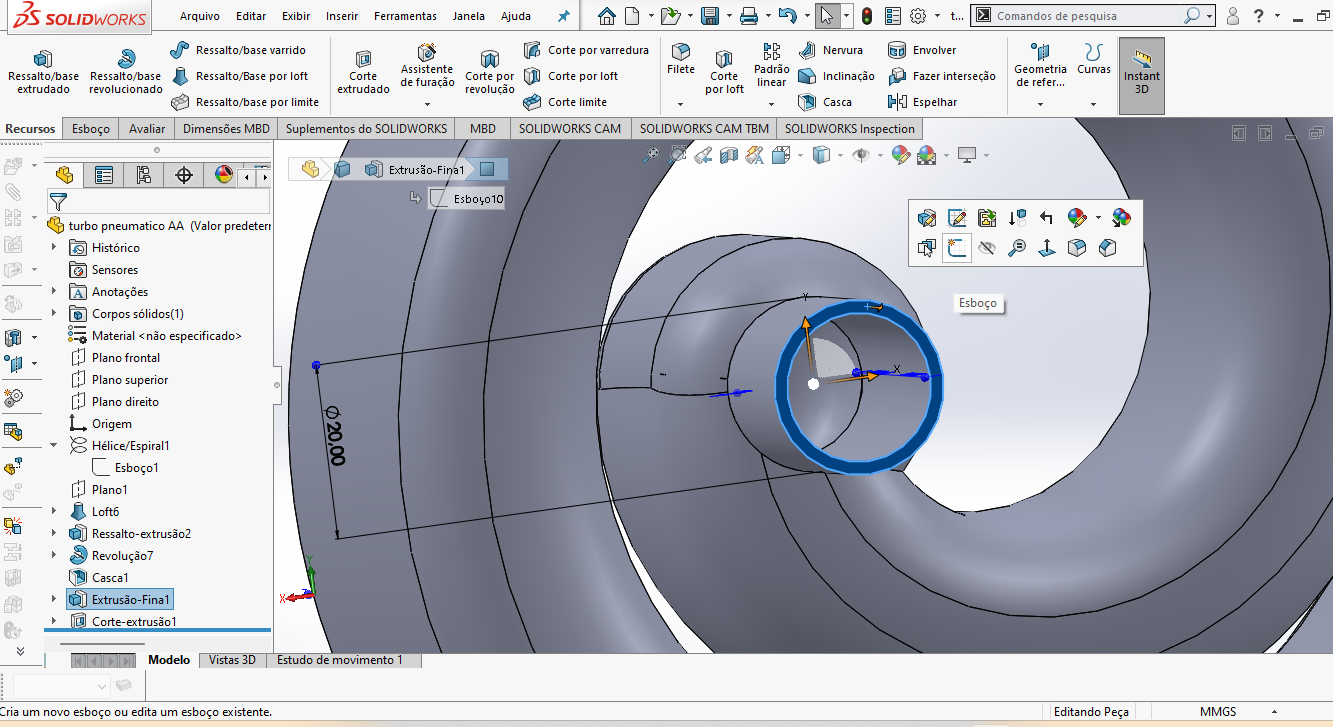 SOLIDWORKS
Arquivo Editar Exibir Inserir Ferramentas Janela Ajuda
t...
Comandos de pesquisa
?
Ressalto/base extrudado
Ressalto/base revolucionado
Ressalto/base varrido
Ressalto/Base por loft
Ressalto/base por limite
Corte extrudado
Assistente de furação
Corte por revolução
Corte por varredura
Corte por loft
Corte limite
Filete
Corte por loft
Padrão linear
Nervura
Inclinação
Casca
Envolver
Fazer interseção
Espelhar
Geometria de refer...
Curvas
Instant 3D
Recursos Esboço Avaliar Dimensões MBD Suplementos do SOLIDWORKS MBD SOLIDWORKS CAM SOLIDWORKS CAM TBM SOLIDWORKS Inspection
Extrusão-Fina1
Esboço10
turbo pneumatico AA (Valor predeterr
Histórico
Sensores
Anotações
Corpos sólidos(1)
Material <não especificado>
Plano frontal
Plano superior
Plano direito
Origem
Hélice/Espiral1
Esboço1
Plano1
Loft6
Ressalto-extrusão2
Revolução7
Casca1
Extrusão-Fina1
Corte-extrusão1
Esboço
Y
X
⌀20,00
Y
X
Z
Modelo Vistas 3D Estudo de movimento 1
Cria um novo esboço ou edita um esboço existente.
Editando Peça
MMGS